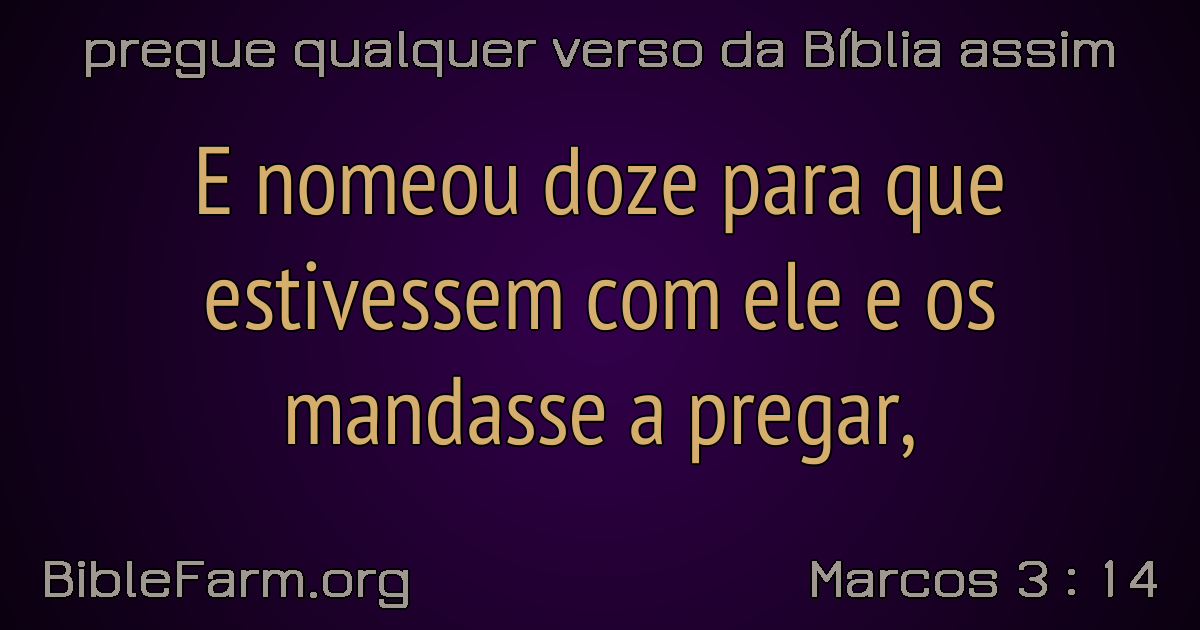 pregue qualquer verso da Bíblia assim
E nomeou doze para que
estivessem com ele e os
mandasse a pregar,
BibleFarm.org
Marcos 3 : 14